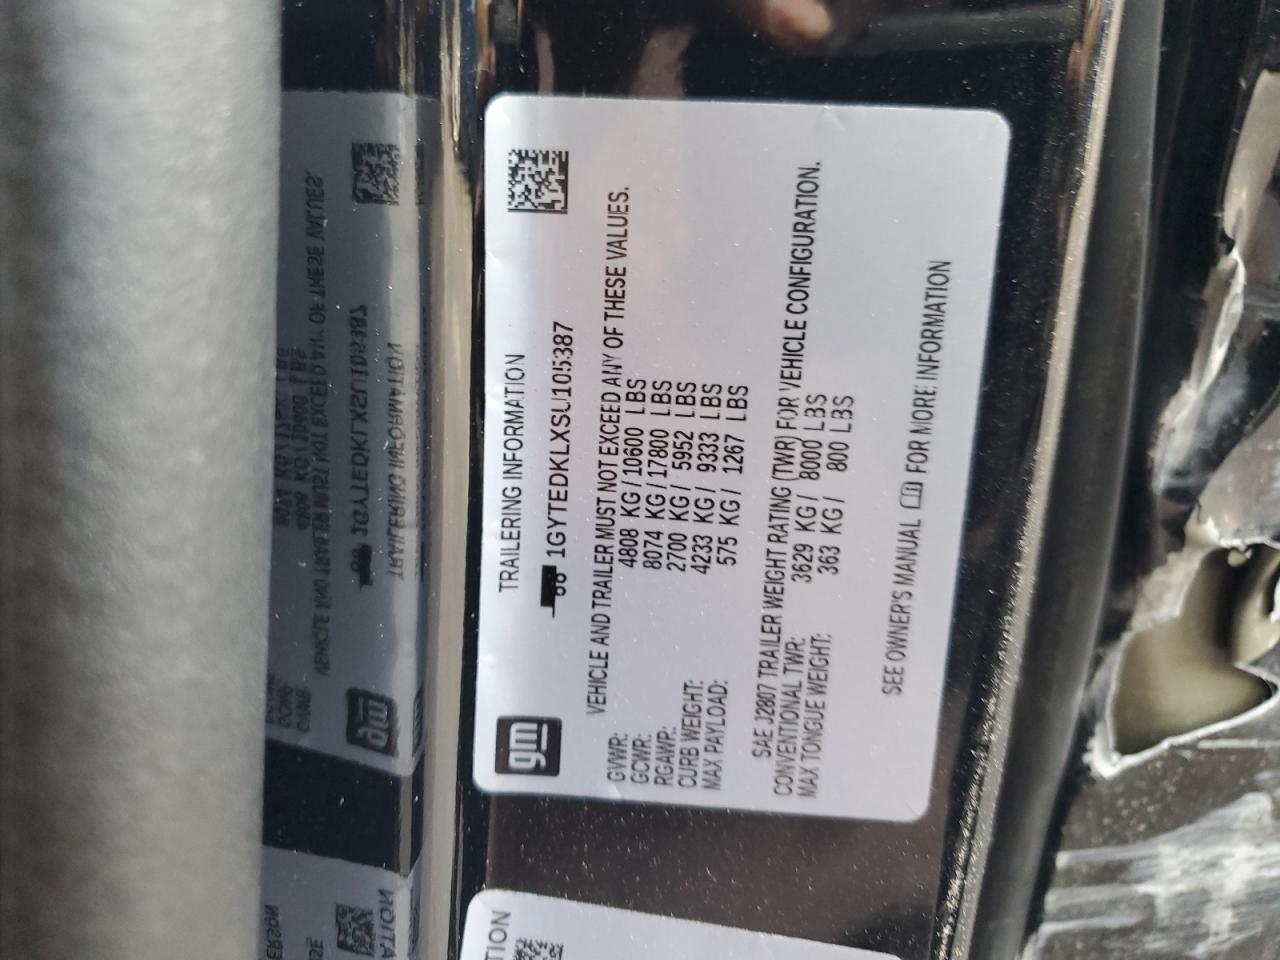 gm
TRAILERING INFORMATION
1GYTEDKLXSU105387
VEHICLE AND TRAILER MUST NOT EXCEED ANY OF THESE VALUES.
GVWR: 4808 KG / 10600 LBS
GCWR: 8074 KG / 17800 LBS
RGAWR: 2700 KG / 5952 LBS
CURB WEIGHT: 4233 KG / 9333 LBS
MAX PAYLOAD: 575 KG / 1267 LBS
SAE J2807 TRAILER WEIGHT RATING (TWR) FOR VEHICLE CONFIGURATION.
CONVENTIONAL TWR: 3629 KG / 8000 LBS
MAX TONGUE WEIGHT: 363 KG / 800 LBS
SEE OWNER'S MANUAL FOR MORE INFORMATION
TION